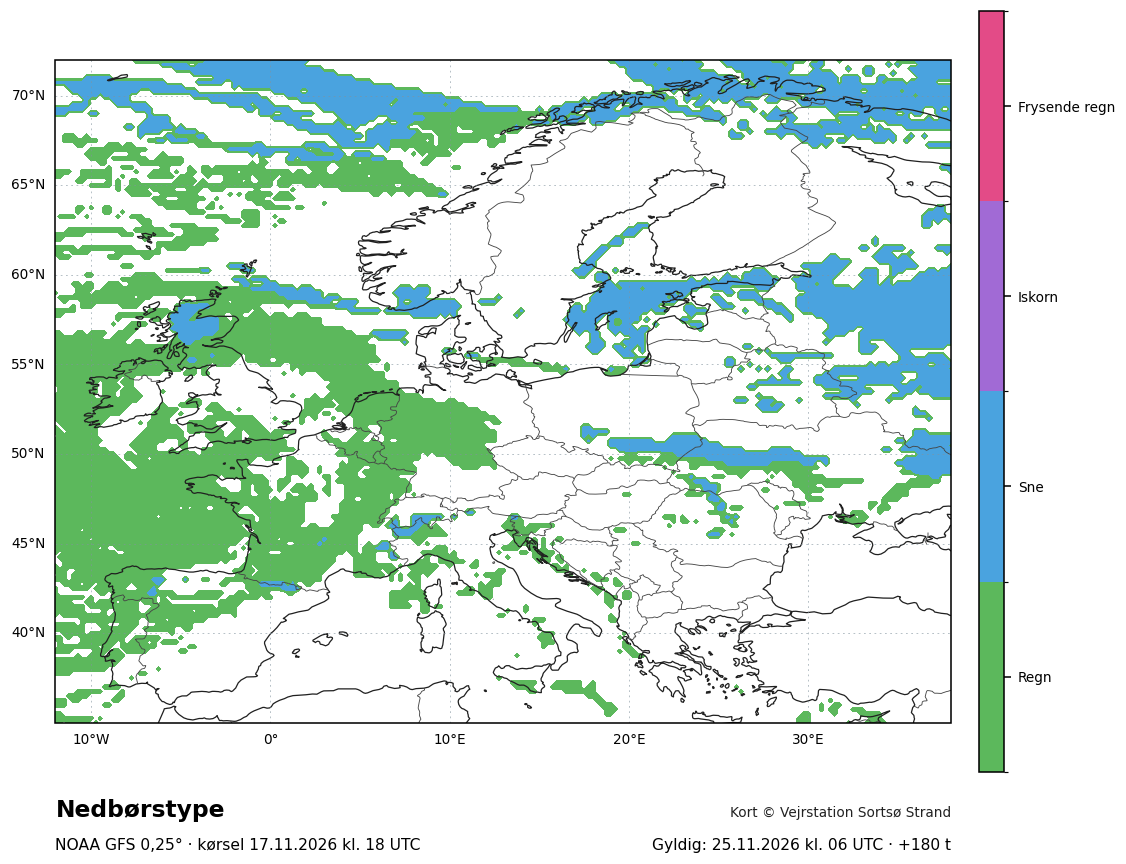 Frysende regn
Iskorn
Sne
Regn
70°N
65°N
60°N
55°N
50°N
45°N
40°N
10°W
0°
10°E
20°E
30°E
Nedbørstype
Kort © Vejrstation Sortsø Strand
NOAA GFS 0,25° · kørsel 17.11.2026 kl. 18 UTC
Gyldig: 25.11.2026 kl. 06 UTC · +180 t